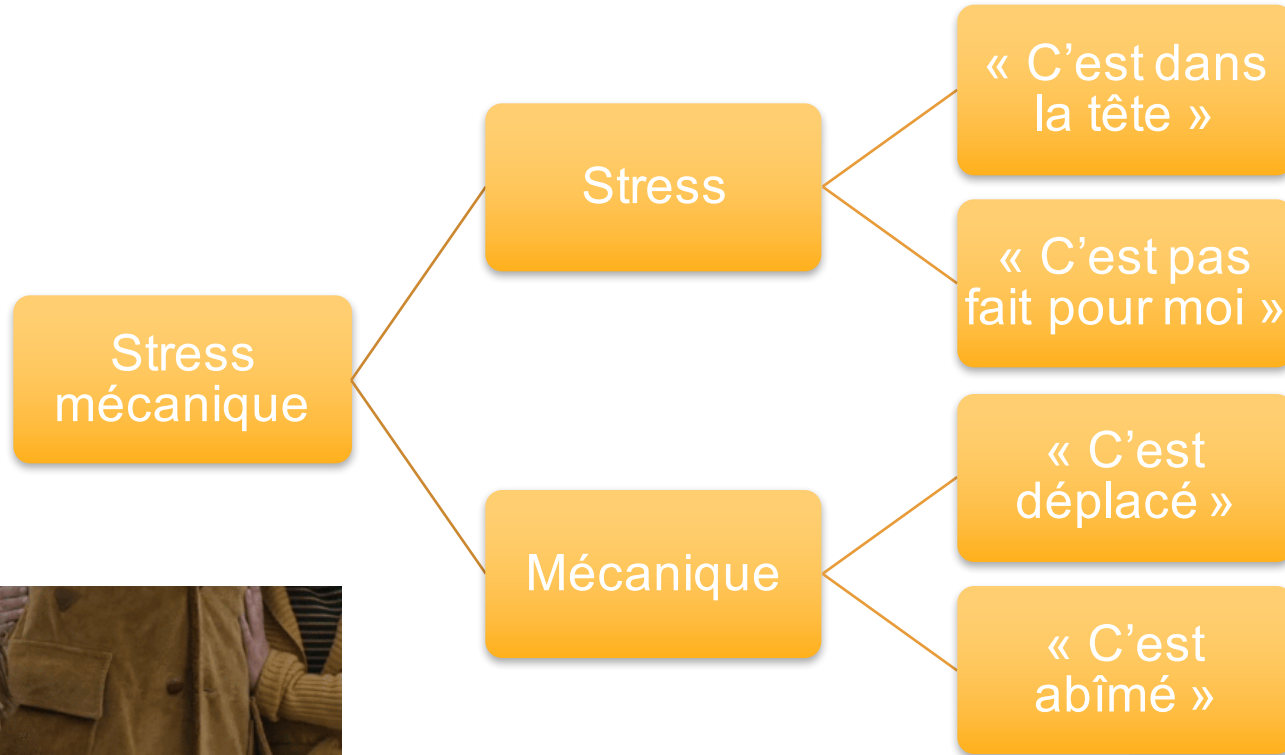 Stress
mécanique
Stress
« C’est dans
la tête »
« C’est pas
fait pour moi »
Mécanique
« C’est
déplacé »
« C’est
abîmé »